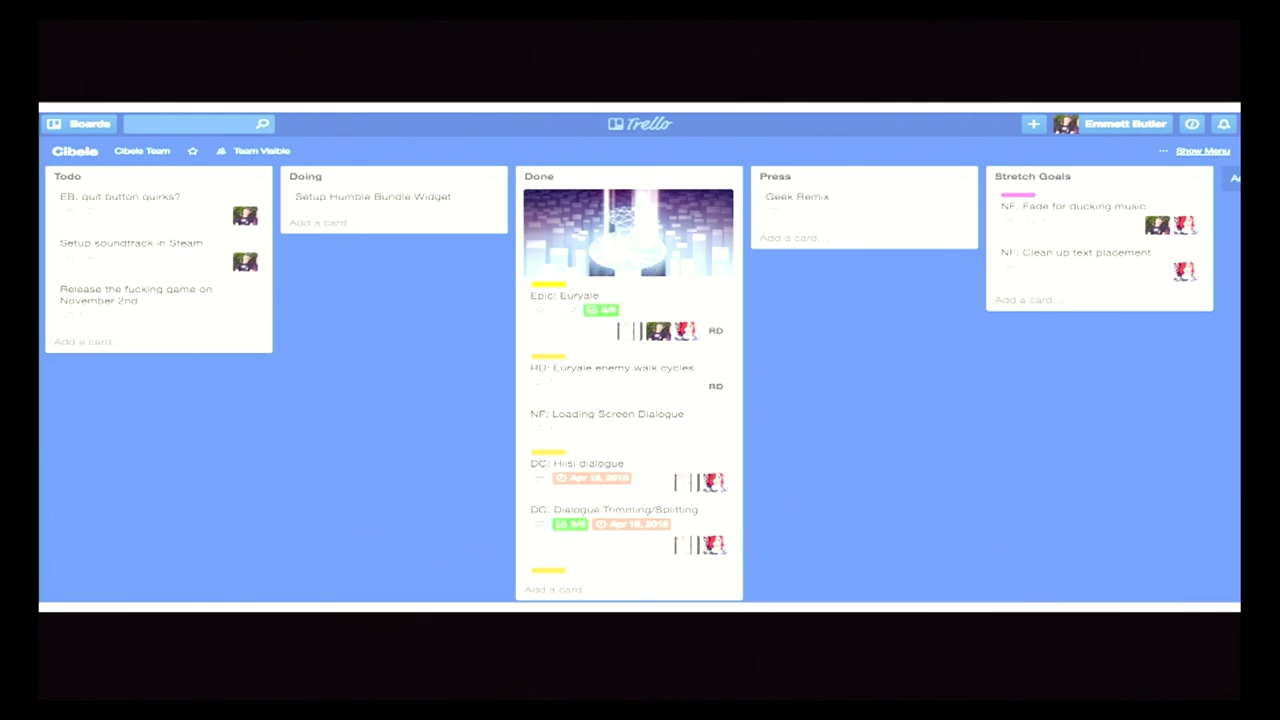 Boards
Trello
Emmett Butler
Cibele
Cibele Team
Team Visible
Show Menu
Todo
EB: quit button quirks?
Setup soundtrack in Steam
Release the fucking game on
November 2nd
Add a card...
Doing
Setup Humble Bundle Widget
Add a card...
Done
Epic: Euryale
RD
RD: Euryale enemy walk cycles
RD
NF: Loading Screen Dialogue
DC: Hiisi dialogue
Apr 15, 2015
DC: Dialogue Trimming/Splitting
Add a card
Press
Geek Remix
Add a card...
Stretch Goals
NF: Fade for ducking music
NF: Clean up text placement
Add a card...